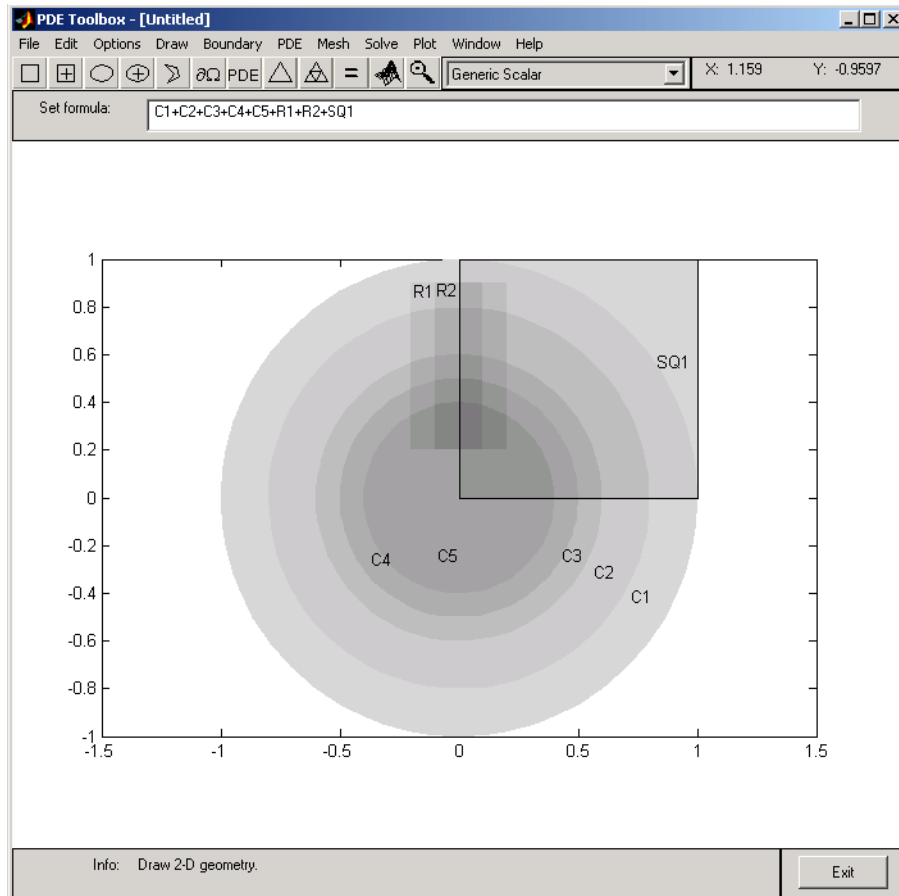 PDE Toolbox - [Untitled]
File Edit Options Draw Boundary PDE Mesh Solve Plot Window Help
∂Ω PDE = Generic Scalar X: 1.159 Y: -0.9597
Set formula: C1+C2+C3+C4+C5+R1+R2+SQ1
1
R1 R2
0.8
0.6
SQ1
0.4
0.2
0
-0.2
C4 C5 C3
C2
-0.4
C1
-0.6
-0.8
-1
-1.5 -1 -0.5 0 0.5 1 1.5
Info: Draw 2-D geometry.
Exit